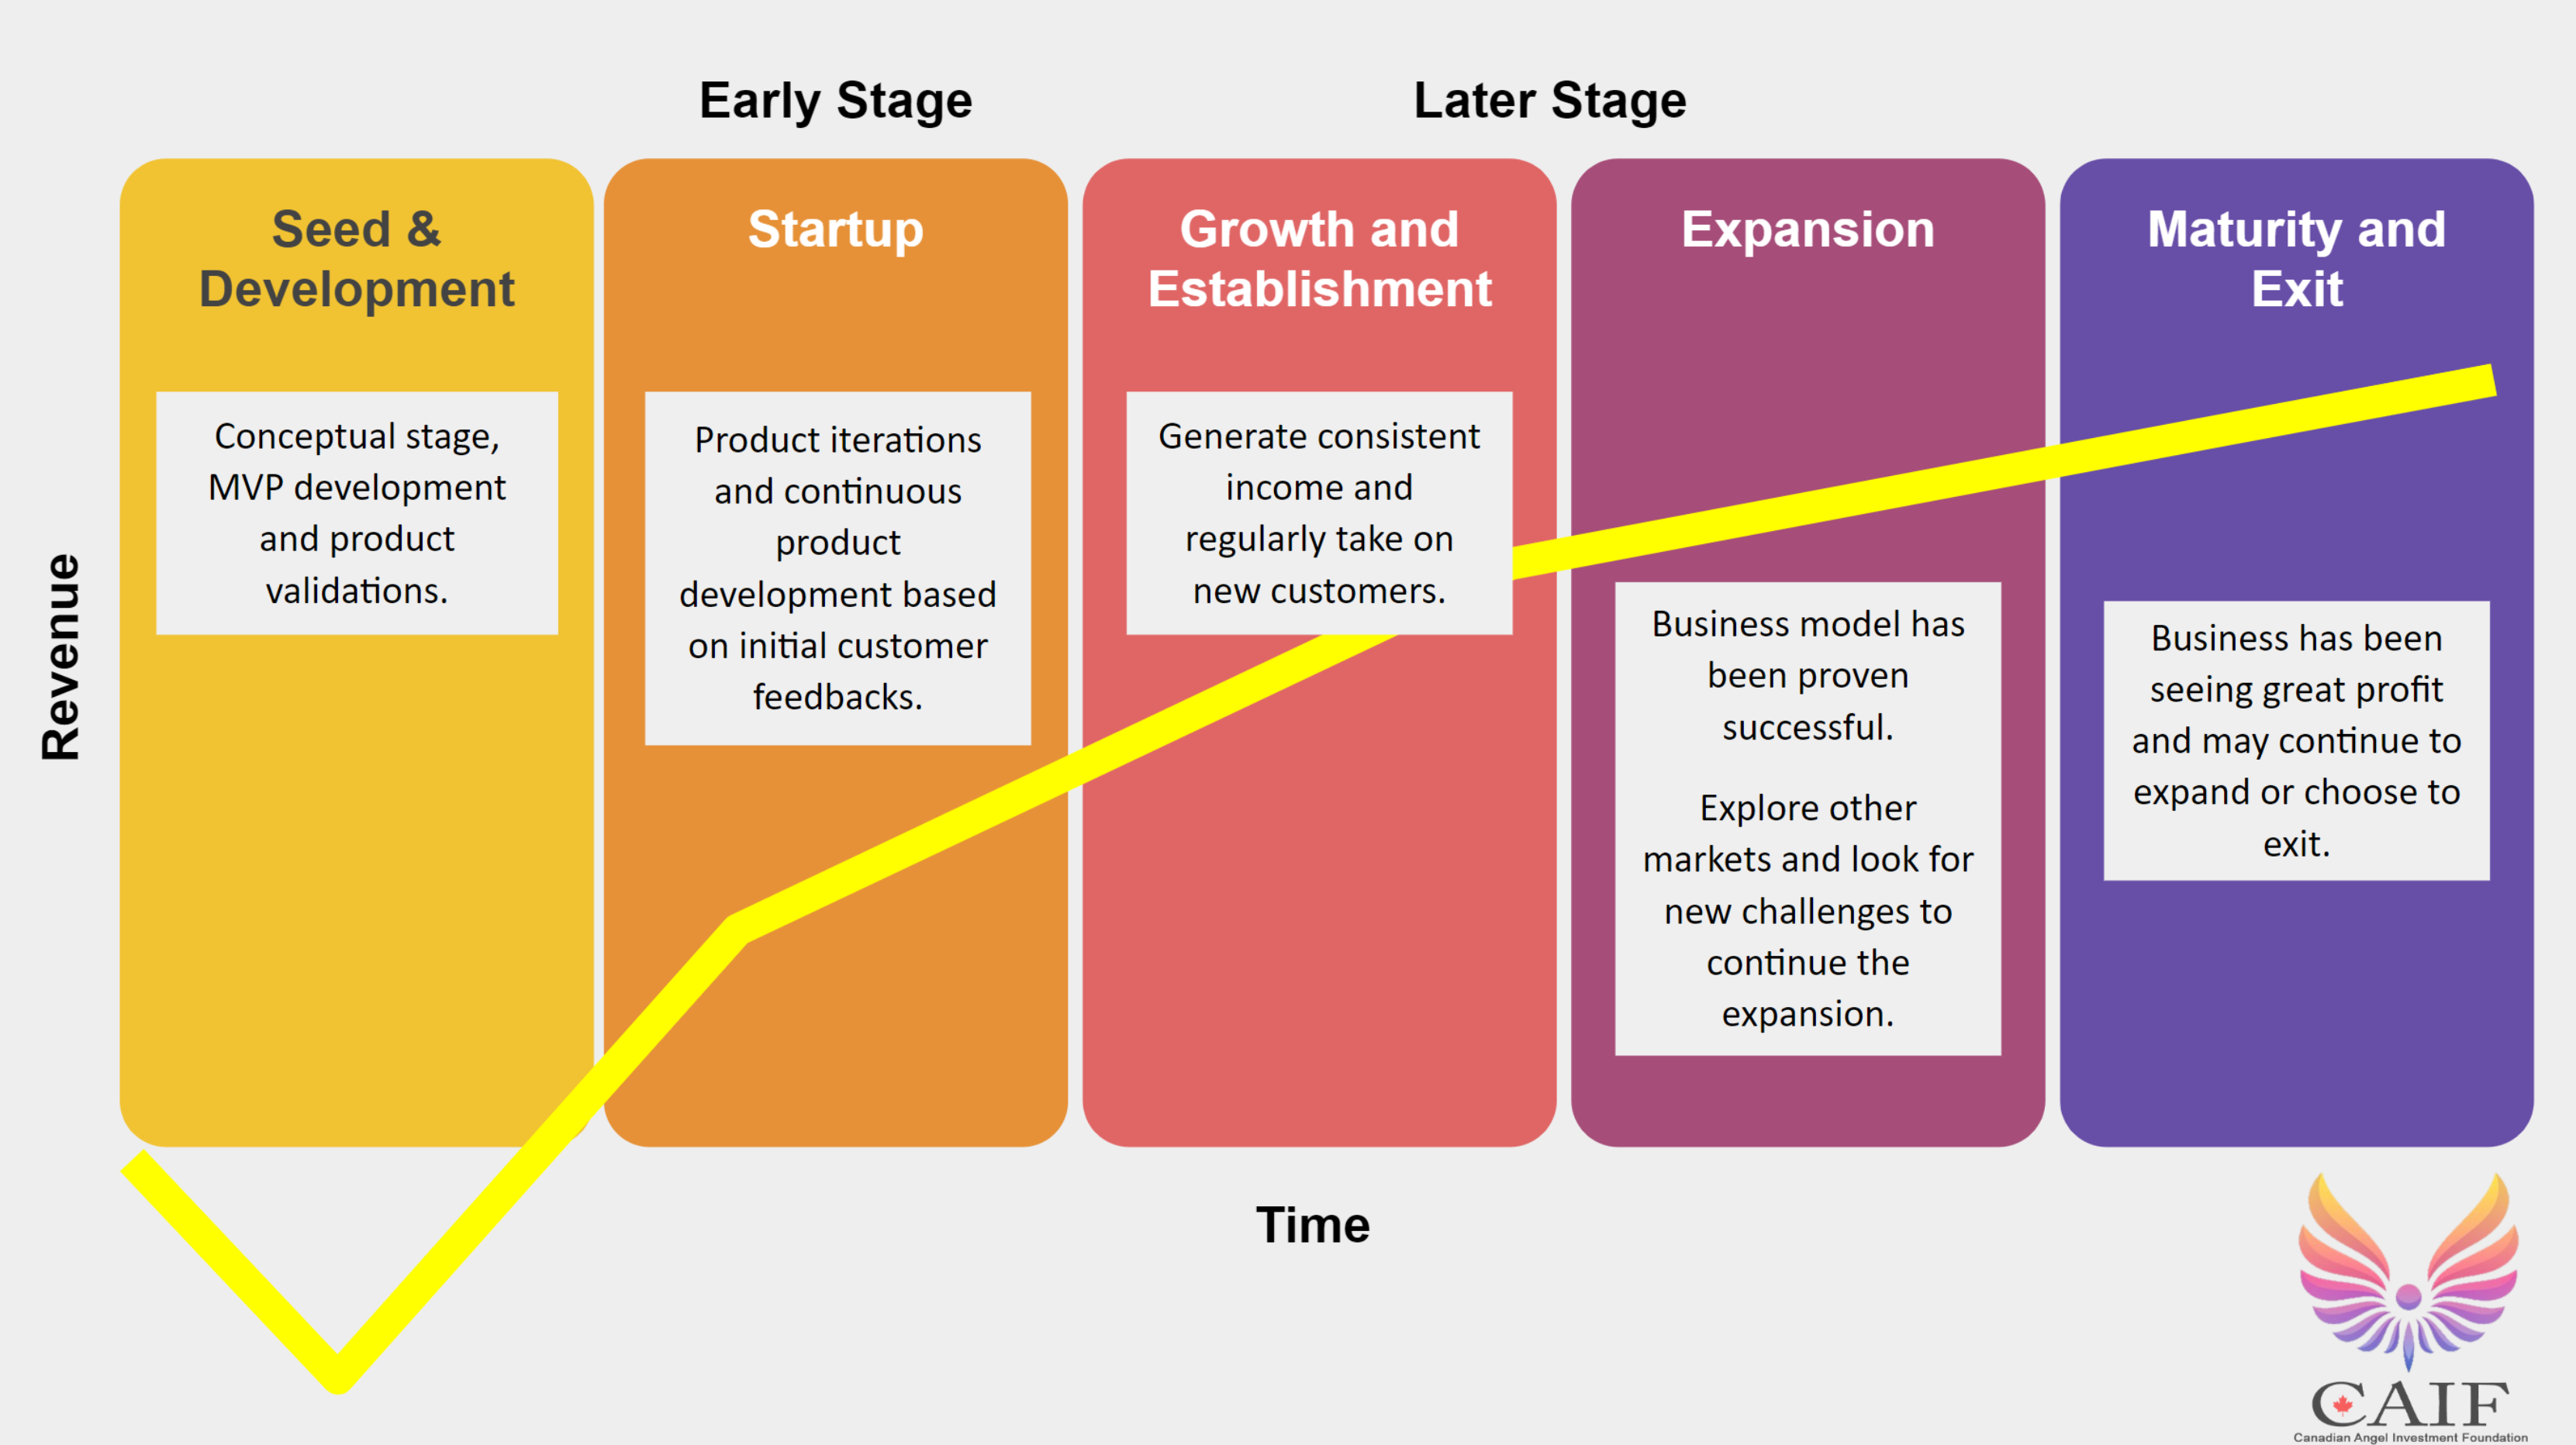 Early Stage
Later Stage
Seed &
Development
Conceptual stage,
MVP development
and product
validations.
Startup
Product iterations
and continuous
product
development based
on initial customer
feedbacks.
Growth and
Establishment
Generate consistent
income and
regularly take on
new customers.
Expansion
Business model has
been proven
successful.
Explore other
markets and look for
new challenges to
continue the
expansion.
Maturity and
Exit
Business has been
seeing great profit
and may continue to
expand or choose to
exit.
Revenue
Time
CAIF
Canadian Angel Investment Foundation